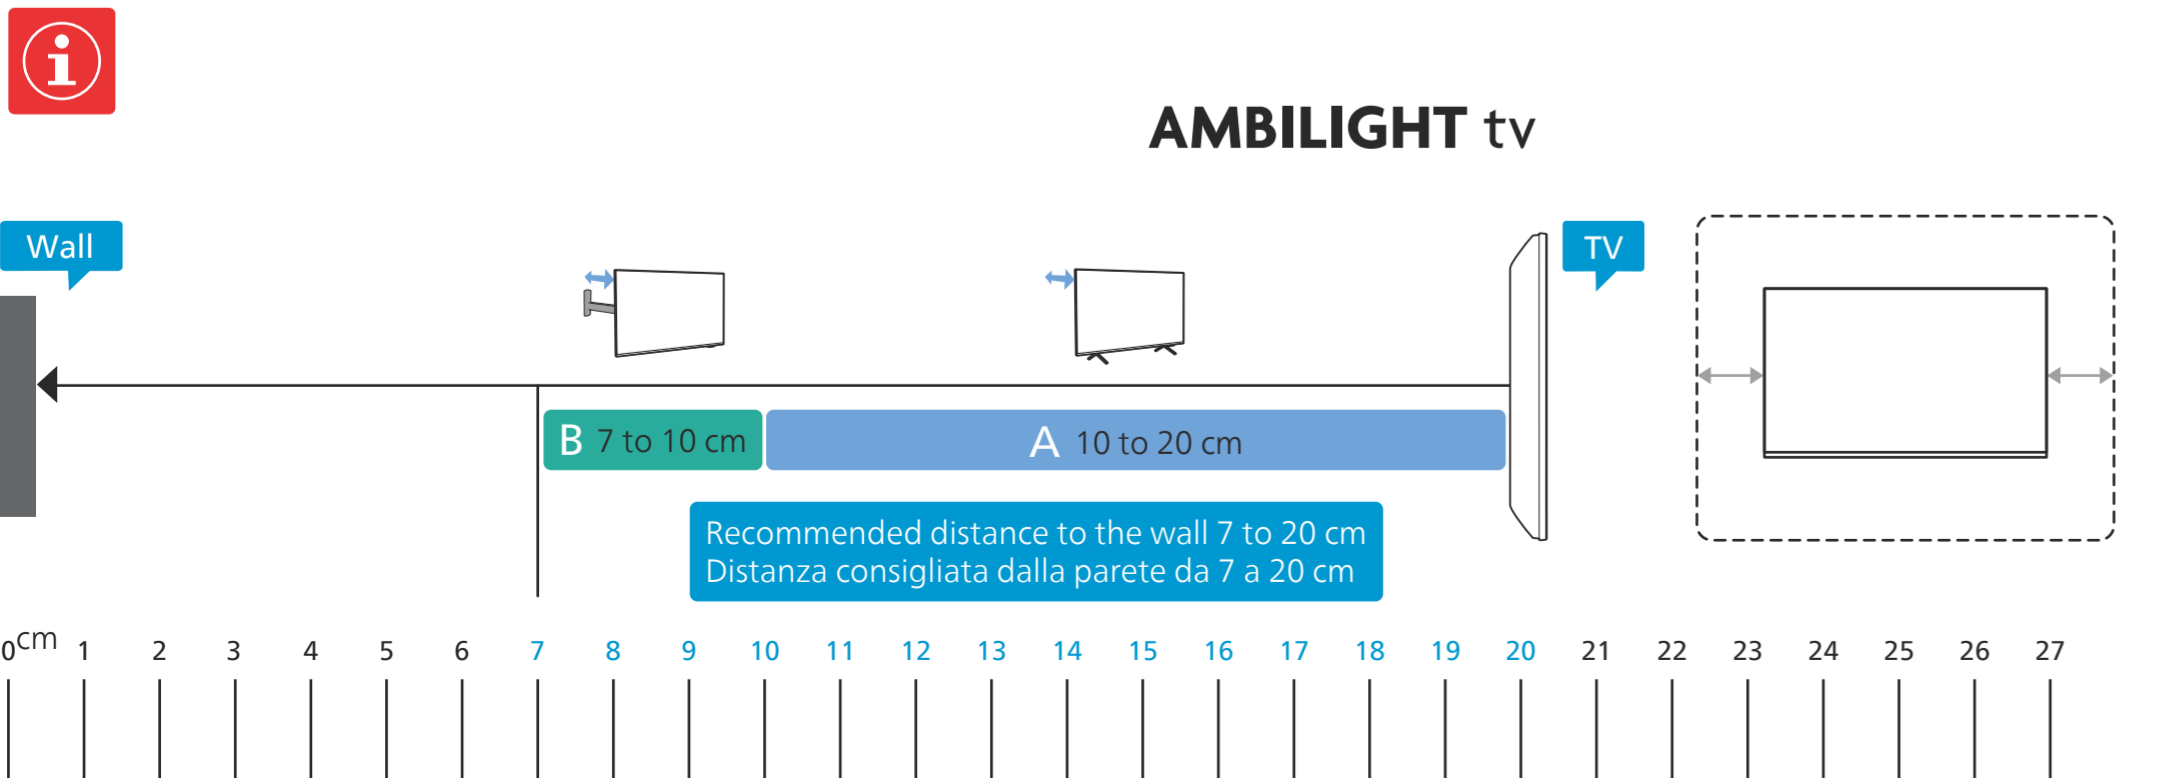 AMBILIGHT tv
Wall
TV
B 7 to 10 cm
A 10 to 20 cm
Recommended distance to the wall 7 to 20 cm
Distanza consigliata dalla parete da 7 a 20 cm
0cm 1 2 3 4 5 6 7 8 9 10 11 12 13 14 15 16 17 18 19 20 21 22 23 24 25 26 27